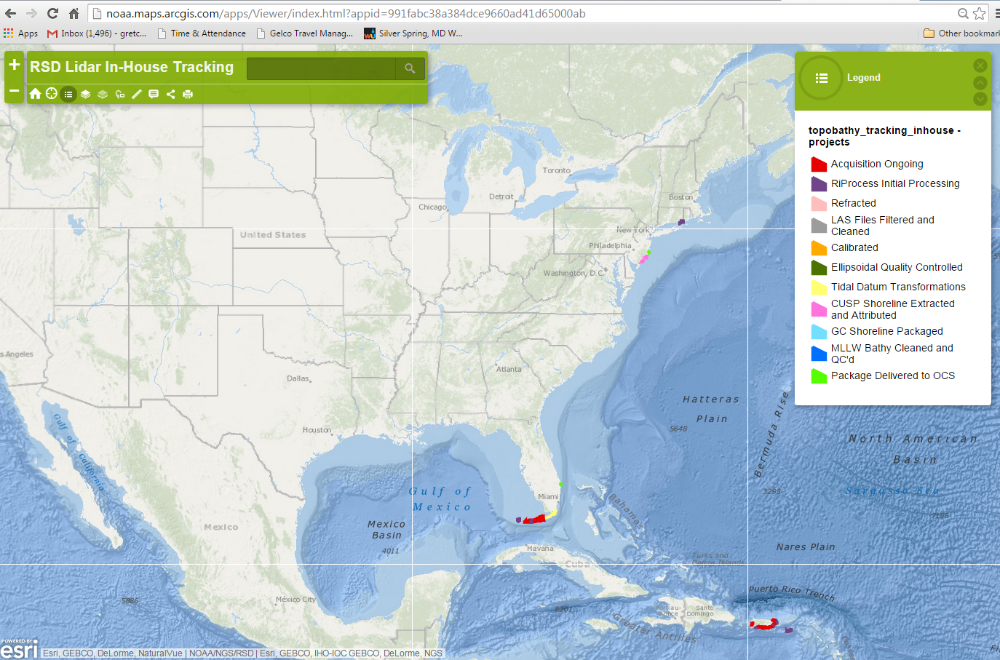 noaa.maps.arcgis.com/apps/Viewer/index.html?appid=991fabc38a384dce9660ad41d65000ab
Apps
Inbox (1,496) - gretc...
Time & Attendance
Gelco Travel Manag...
Silver Spring, MD W...
Other bookmark
RSD Lidar In-House Tracking
Legend
topobathy_tracking_inhouse -
projects
Acquisition Ongoing
RiProcess Initial Processing
Refracted
LAS Files Filtered and
Cleaned
Calibrated
Ellipsoidal Quality Controlled
Tidal Datum Transformations
CUSP Shoreline Extracted
and Attributed
GC Shoreline Packaged
MLLW Bathy Cleaned and
QC'd
Package Delivered to OCS
Toronto
Detroit
Boston
Chicago
New York
United States
Philadelphia
Washington, D.C.
s Angeles
Atlanta
Dallas
Hatteras
Plain
5648
Bermuda Rise
Houston
North American
Basin
Gulf of
California
Gulf of
Mexico
Sargasso Sea
3293
7186
Miami
Bahamas
Mexico
Mexico
Basin
4011
Havana
Cuba
Nares Plain
Turks and
Caicos Islands
Puerto Rico Trench
5886
México City
8201
Port-au-
Prince
Santo
Domingo
Greater
Antilles
POWERED BY
esri
Esri, GEBCO, DeLorme, NaturalVue | NOAA/NGS/RSD | Esri, GEBCO, IHO-IOC GEBCO, DeLorme, NGS